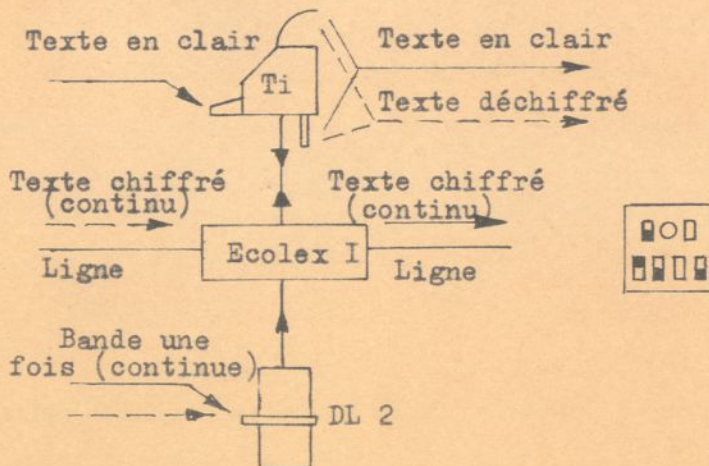 Texte en clair
Texte en clair
Ti
Texte déchiffré
Texte chiffré
(continu)
Texte chiffré
(continu)
Ecolex I
Ligne
Ligne
Bande une
fois (continue)
DL 2